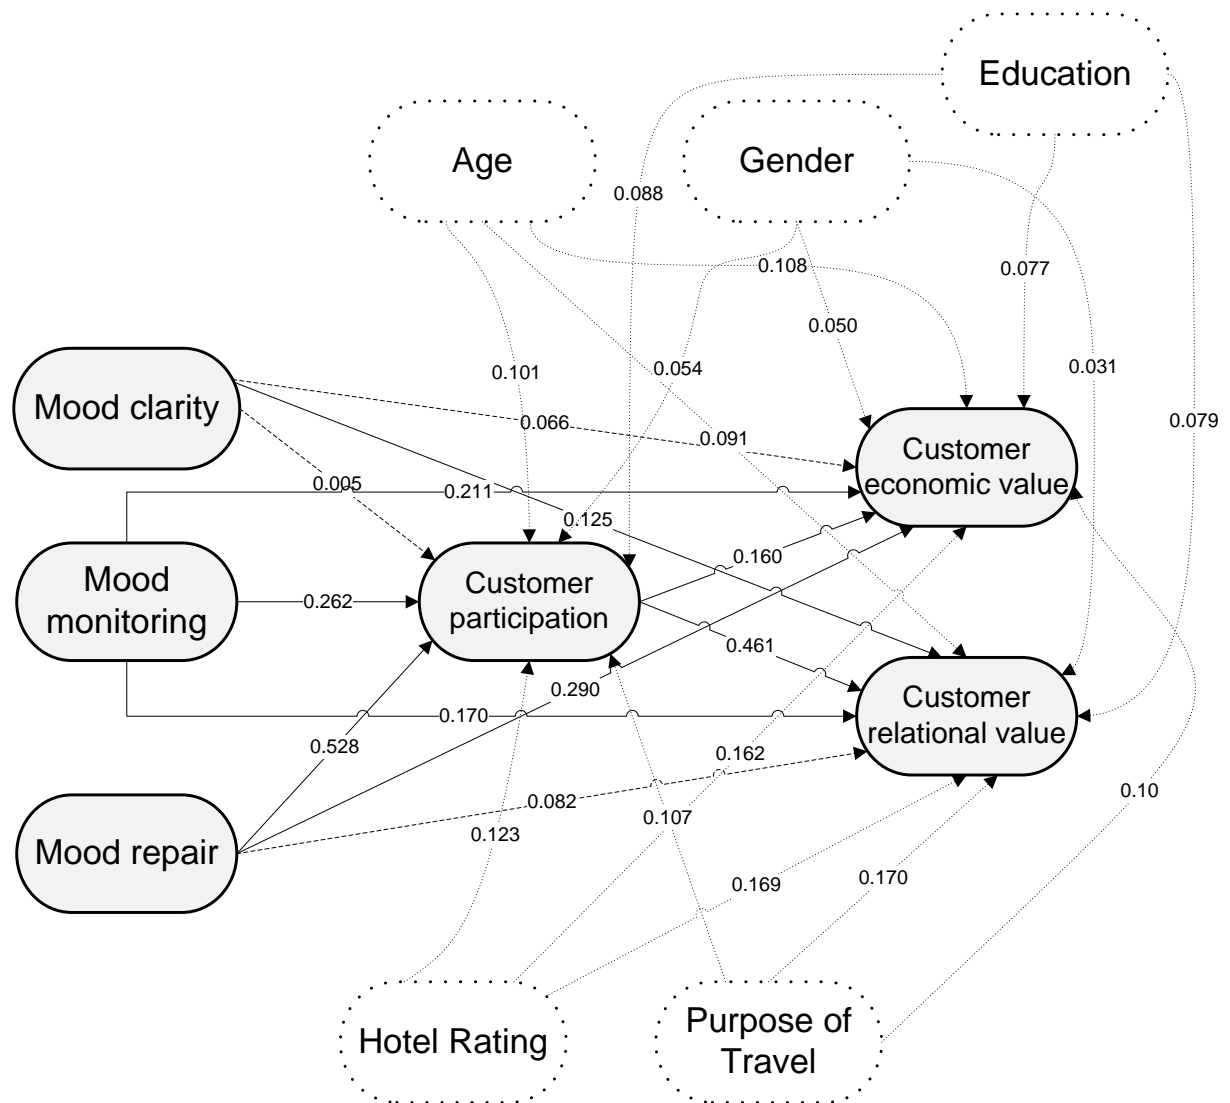 Education
Age
Gender
0.088
0.108
0.077
0.050
0.101
0.054
0.031
Mood clarity
0.066
0.091
0.079
Customer
economic value
0.005
0.211
0.125
0.160
Mood
monitoring
0.262
Customer
participation
0.461
0.290
Customer
relational value
0.170
0.528
0.162
0.082
0.107
0.10
0.123
Mood repair
0.169
0.170
Hotel Rating
Purpose of
Travel